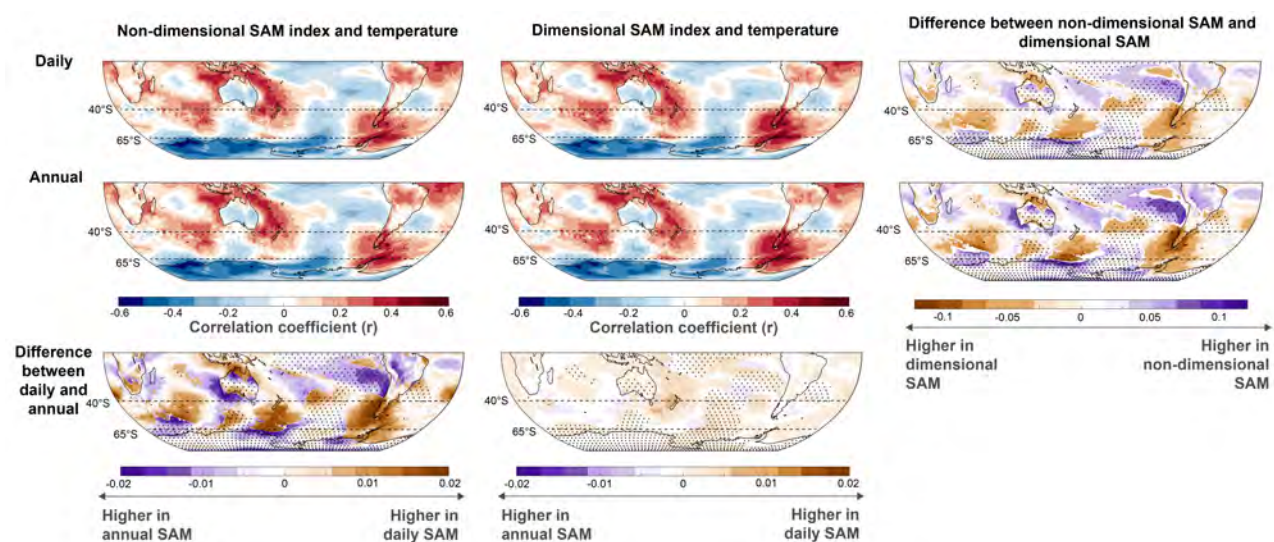 Non-dimensional SAM index and temperature
Dimensional SAM index and temperature
Difference between non-dimensional SAM and
dimensional SAM
Daily
40°S
65°S
40°S
65°S
40°S
65°S
Annual
40°S
65°S
40°S
65°S
40°S
65°S
-0.6 -0.4 -0.2 0 0.2 0.4 0.6
Correlation coefficient (r)
-0.6 -0.4 -0.2 0 0.2 0.4 0.6
Correlation coefficient (r)
-0.1 -0.05 0 0.05 0.1
Higher in
dimensional
SAM
Higher in
non-dimensional
SAM
Difference
between
daily and
annual
40°S
65°S
40°S
65°S
-0.02 -0.01 0 0.01 0.02
Higher in
annual SAM
Higher in
daily SAM
-0.02 -0.01 0 0.01 0.02
Higher in
annual SAM
Higher in
daily SAM